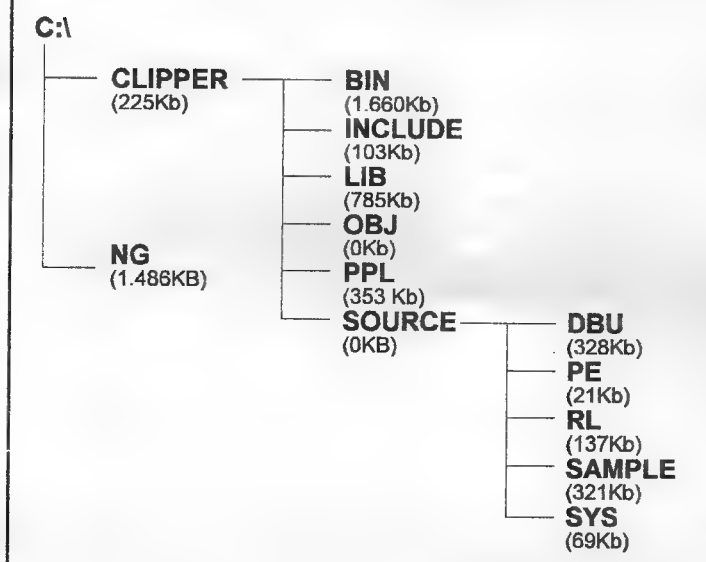 C:\
CLIPPER
(225Kb)
NG
(1.486KB)
BIN
(1.660Kb)
INCLUDE
(103Kb)
LIB
(785Kb)
OBJ
(0Kb)
PPL
(353 Kb)
SOURCE
(0KB)
DBU
(328Kb)
PE
(21Kb)
RL
(137Kb)
SAMPLE
(321Kb)
SYS
(69Kb)